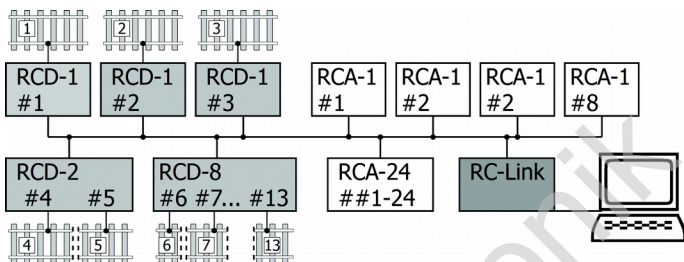 1 2 3
RCD-1 RCD-1 RCD-1 RCA-1 RCA-1 RCA-1 RCA-1
#1 #2 #3 #1 #2 #2 #8
RCD-2 RCD-8 RCA-24 RC-Link
#4 #5 #6 #7... #13 ##1-24
4 5 6 7 13
onik